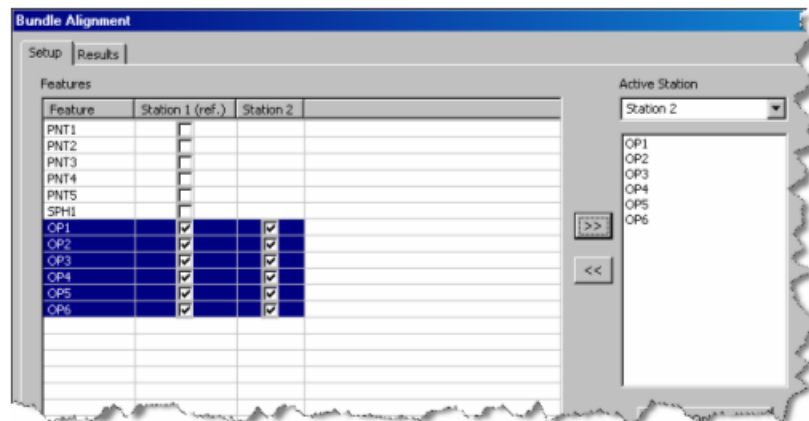 Bundle Alignment
Setup Results
Features
Active Station
Feature Station 1 (ref.) Station 2
Station 2
PNT1
PNT2
PNT3
PNT4
PNT5
SPH1
OP1
OP2
OP3
OP4
OP5
OP6
>>
<<
OP1
OP2
OP3
OP4
OP5
OP6